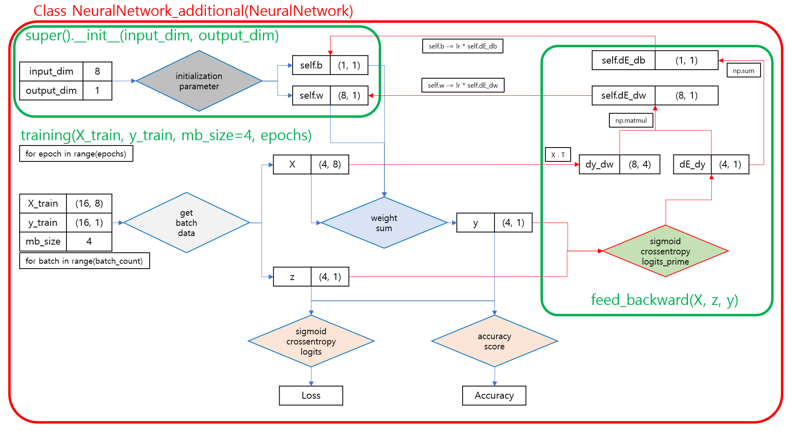 Class NeuralNetwork_additional(NeuralNetwork)
super().__init__(input_dim, output_dim)
input_dim 8
output_dim 1
initialization
parameter
self.b (1, 1)
self.w (8, 1)
self.b -= lr * self.dE_db
self.w -= lr * self.dE_dw
self.dE_db (1, 1)
np.sum
self.dE_dw (8, 1)
np.matmul
training(X_train, y_train, mb_size=4, epochs)
for epoch in range(epochs)
X (4, 8)
X . T
dy_dw (8, 4)
dE_dy (4, 1)
X_train (16, 8)
y_train (16, 1)
mb_size 4
for batch in range(batch_count)
get
batch
data
weight
sum
y (4, 1)
z (4, 1)
sigmoid
crossentropy
logits_prime
feed_backward(X, z, y)
sigmoid
crossentropy
logits
accuracy
score
Loss
Accuracy